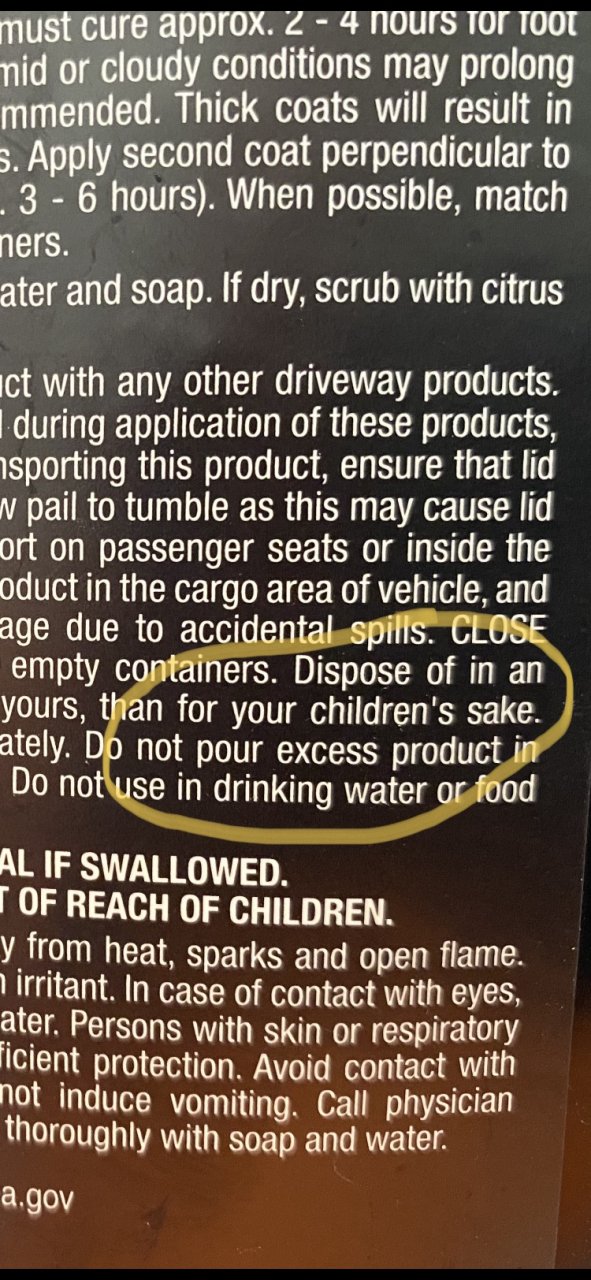 must cure approx. 2 - 4 hours for foot
mid or cloudy conditions may prolong
mmended. Thick coats will result in
s. Apply second coat perpendicular to
. 3 - 6 hours). When possible, match
ners.
ater and soap. If dry, scrub with citrus
uct with any other driveway products.
during application of these products,
nsporting this product, ensure that lid
w pail to tumble as this may cause lid
ort on passenger seats or inside the
oduct in the cargo area of vehicle, and
age due to accidental spills. CLOSE
empty containers. Dispose of in an
yours, than for your children's sake.
ately. Do not pour excess product in
Do not use in drinking water or food
AL IF SWALLOWED.
T OF REACH OF CHILDREN.
y from heat, sparks and open flame.
n irritant. In case of contact with eyes,
ater. Persons with skin or respiratory
ficient protection. Avoid contact with
not induce vomiting. Call physician
thoroughly with soap and water.
a.gov